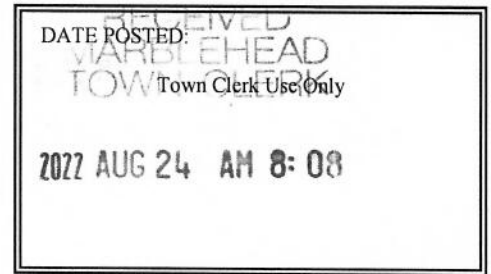 RECEIVED
DATE POSTED:
MARBLEHEAD
TOWN CLERK
Town Clerk Use Only
2022 AUG 24 AM 8: 08